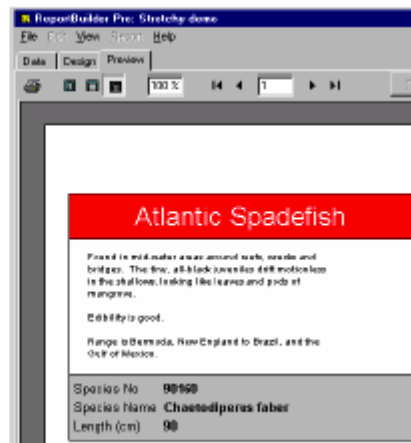 ReportBuilder Pro: Stretchy demo
File Edit View Report Help
Data Design Preview
100 % 1
Atlantic Spadefish
Found in mid-water areas around reefs, wrecks and
bridges. The tiny, all-black juveniles drift motionless
in the shallows, looking like leaves and pods of
mangrove.
Edibility is good.
Range is Bermuda, New England to Brazil, and the
Gulf of Mexico.
Species No 90160
Species Name Chaetodiperus faber
Length (cm) 90